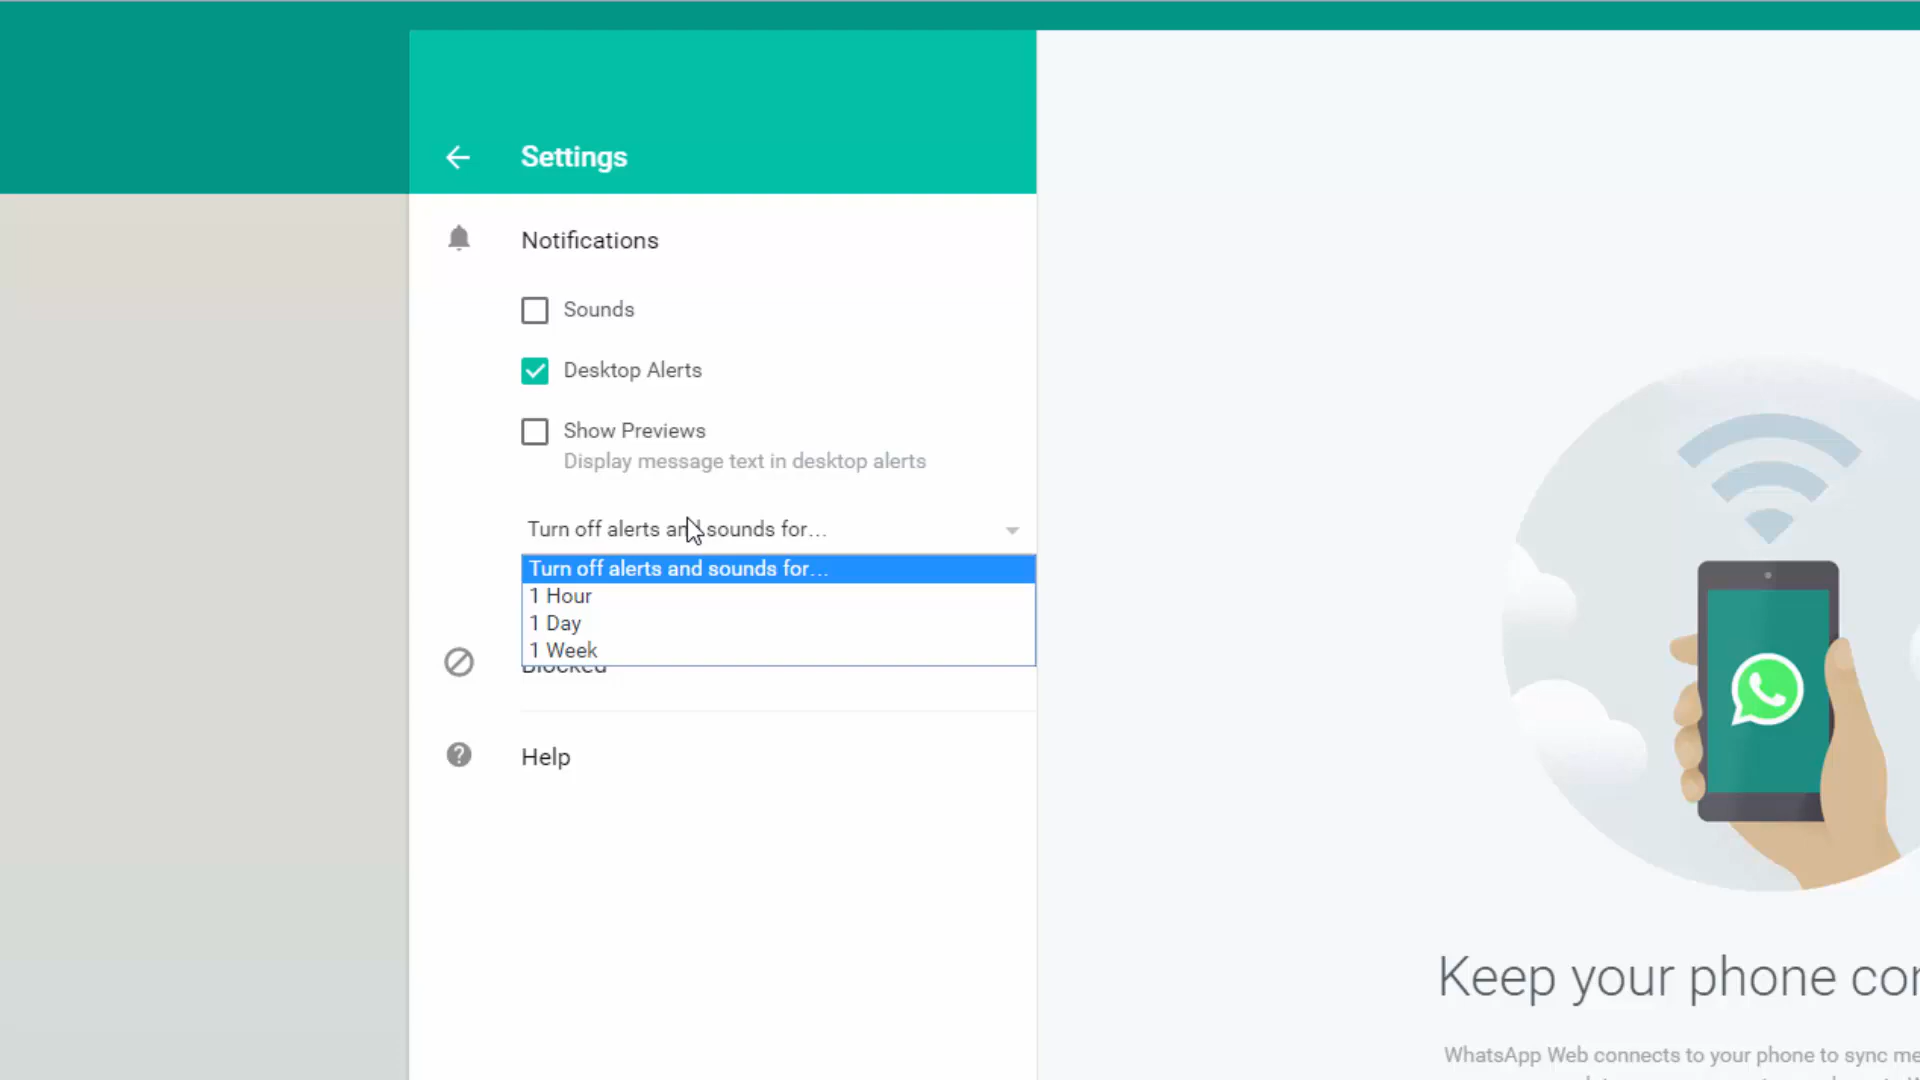 Settings
Notifications
Sounds
Desktop Alerts
Show Previews
Display message text in desktop alerts
Turn off alerts and sounds for...
Turn off alerts and sounds for...
1 Hour
1 Day
1 Week
Blocked
Help
Keep your phone
WhatsApp Web connects to your phone to sync